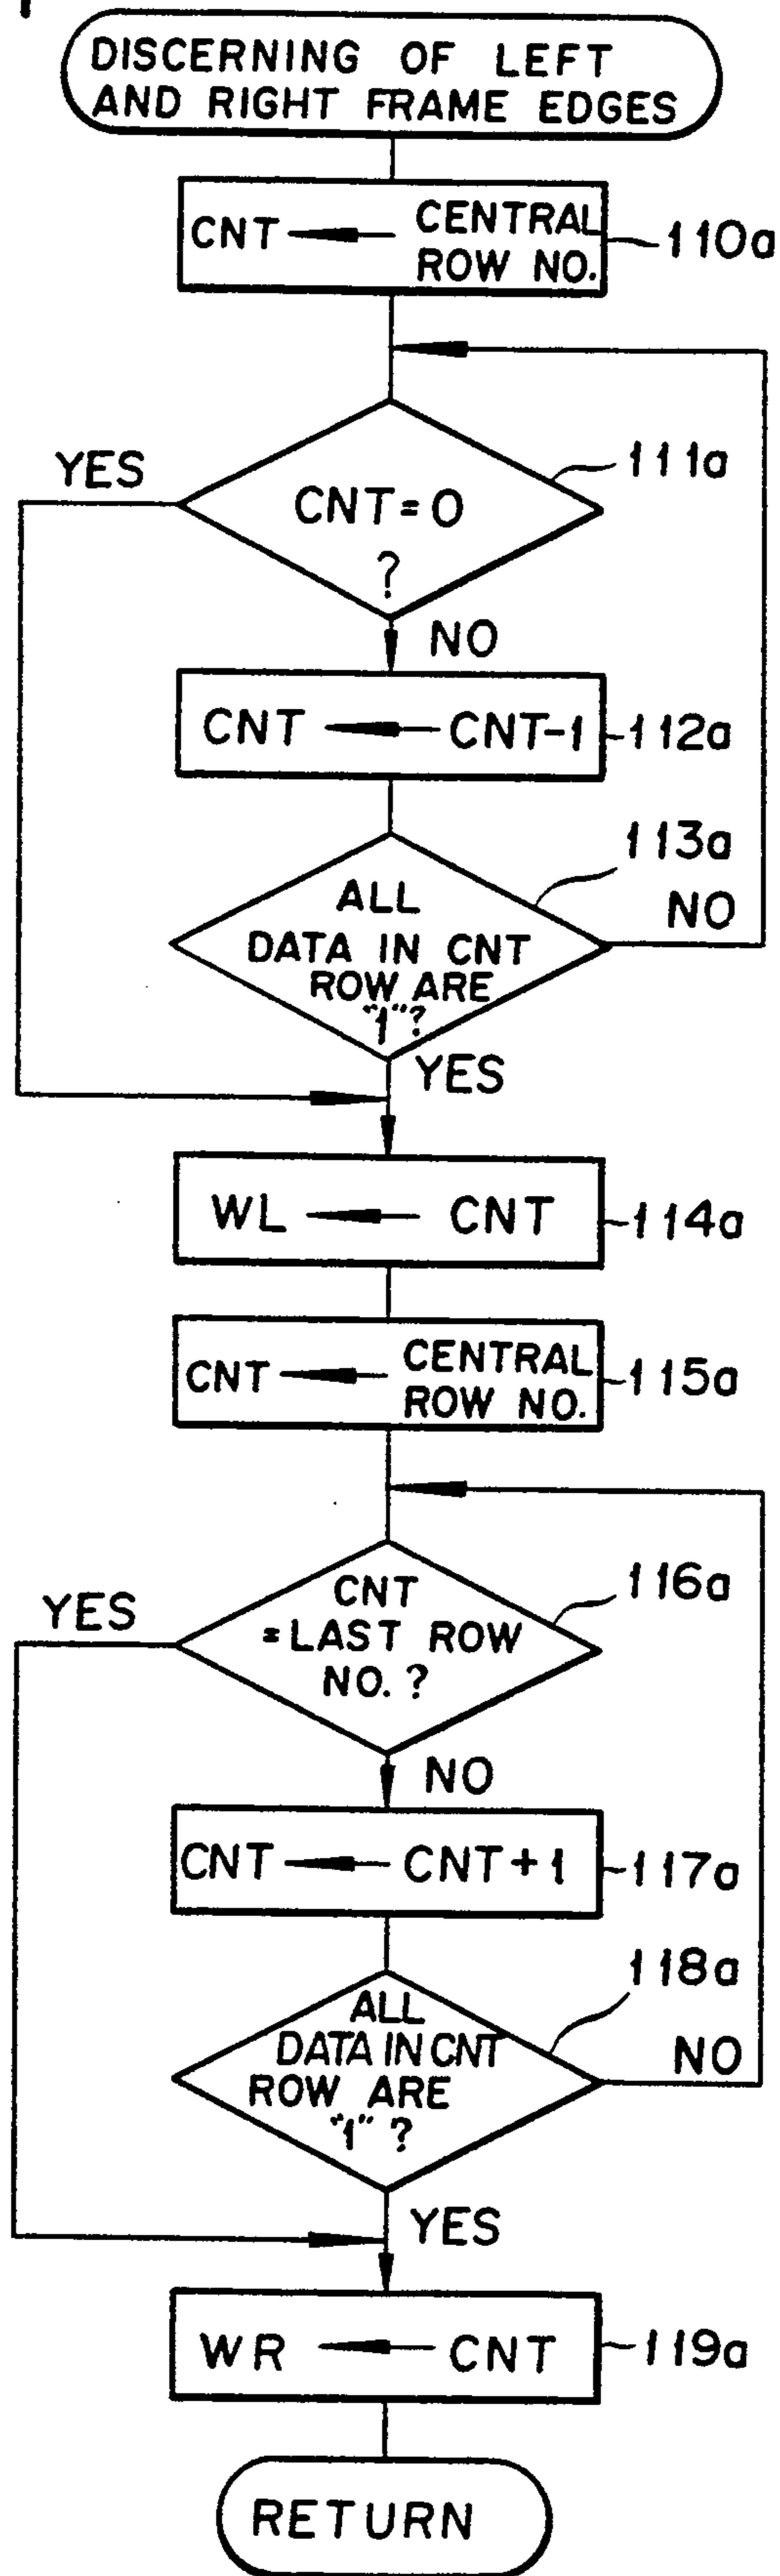 DISCERNING OF LEFT
AND RIGHT FRAME EDGES
CNT ← CENTRAL
ROW NO.
110a
111a
YES
CNT = 0
?
NO
CNT ← CNT-1
112a
113a
ALL
NO
DATA IN CNT
ROW ARE
"1"?
YES
WL ← CNT
114a
CNT ← CENTRAL
ROW NO.
115a
116a
YES
CNT
= LAST ROW
NO. ?
NO
CNT ← CNT + 1
117a
118a
ALL
DATA IN CNT
NO
ROW ARE
"1" ?
YES
WR ← CNT
119a
RETURN